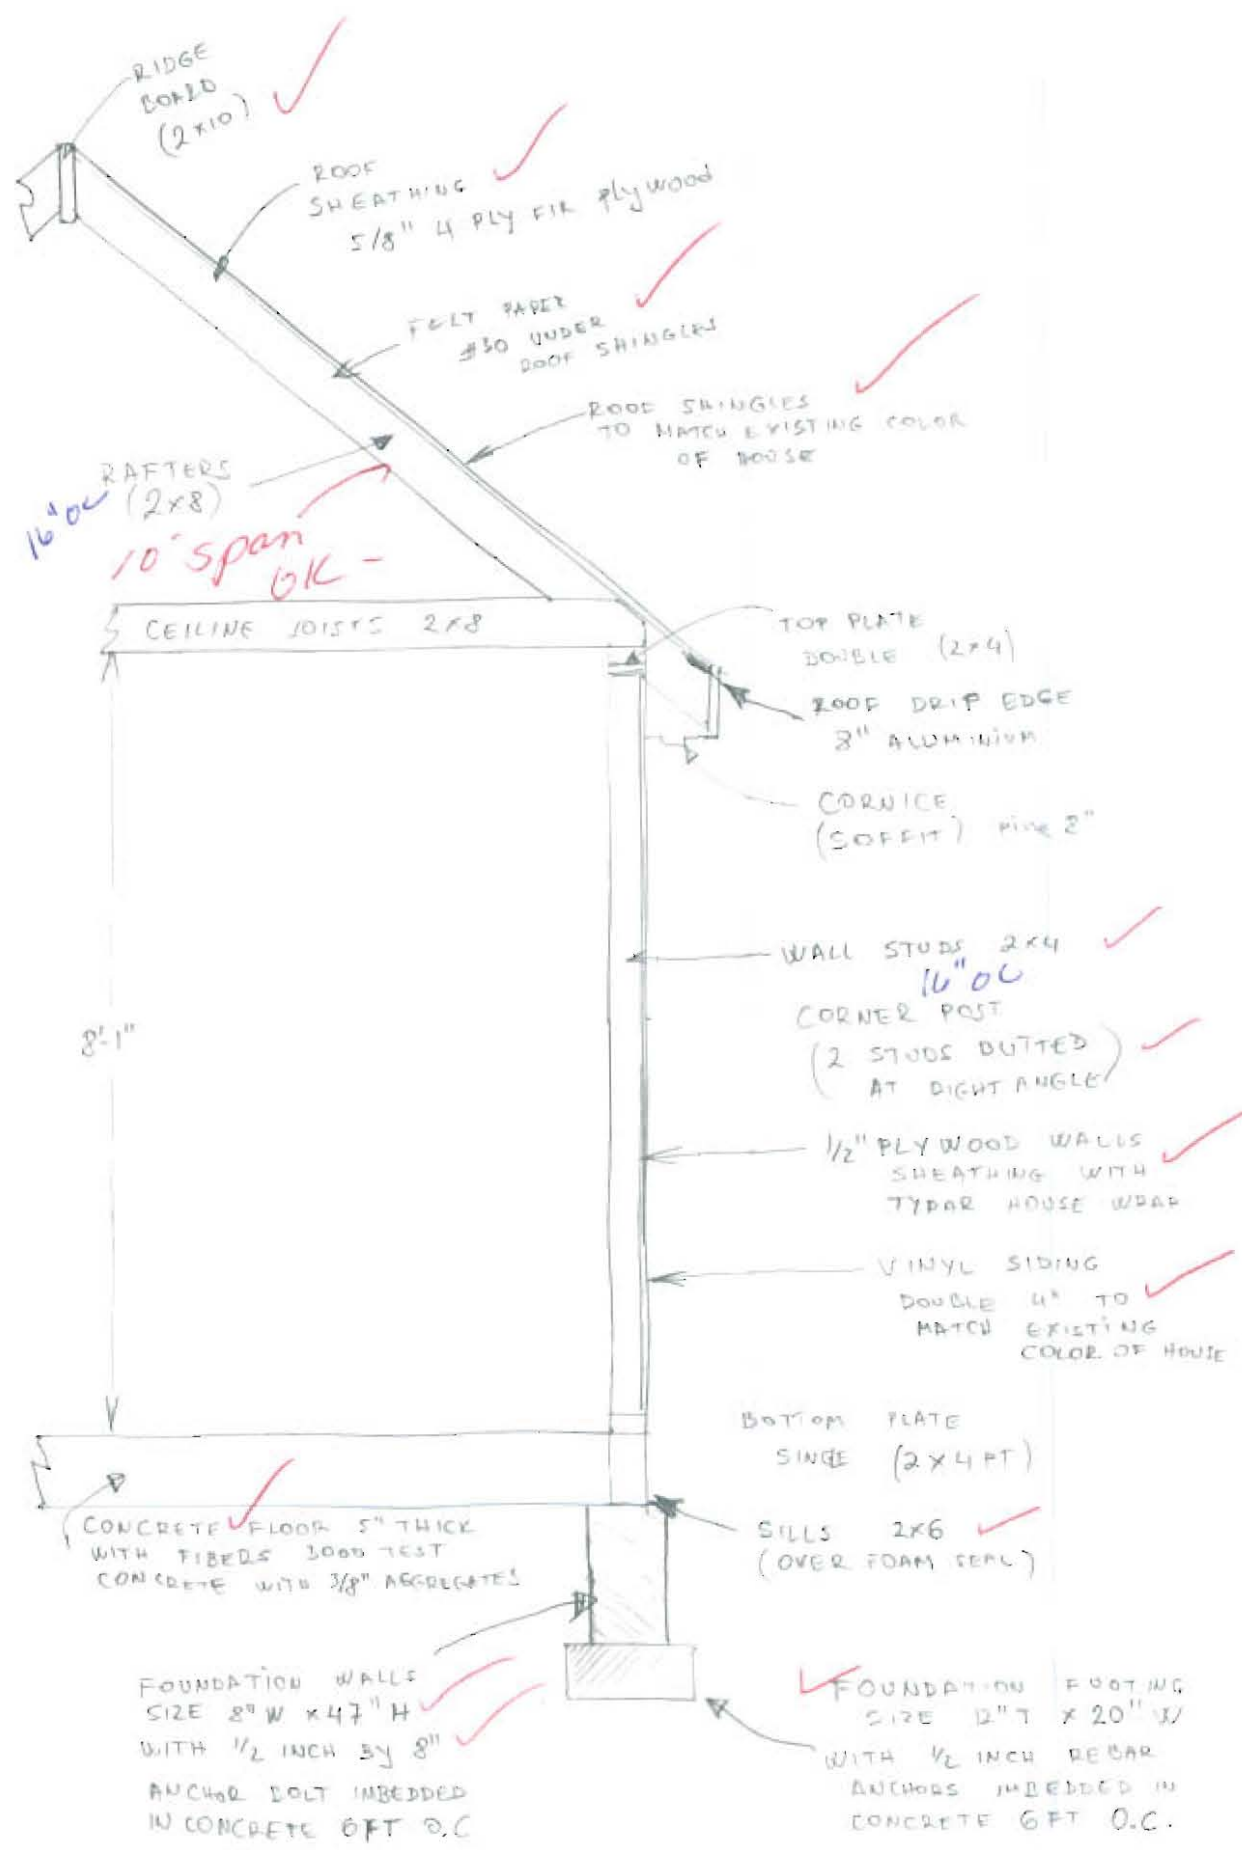 RIDGE
BOARD
(2x10)
ROOF
SHEATHING
5/8" 4 PLY FIR plywood
FELT PAPER
#30 UNDER
ROOF SHINGLES
ROOF SHINGLES
TO MATCH EXISTING COLOR
OF HOUSE
RAFTERS
(2x8)
16" OC
10' span
OK -
CEILINE JOISTS 2x8
TOP PLATE
DOUBLE (2x4)
ROOF DRIP EDGE
8" ALUMINIUM
CORNICE
(SOFFIT) Pine 8"
WALL STUDS 2x4
16" OC
CORNER POST
(2 STUDS BUTTED
AT RIGHT ANGLE)
8'-1"
1/2" PLYWOOD WALLS
SHEATHING WITH
TYPAR HOUSE WRAP
VINYL SIDING
DOUBLE 4" TO
MATCH EXISTING
COLOR OF HOUSE
BOTTOM PLATE
SINGLE (2x4 PT)
SILLS 2x6
(OVER FOAM SEAL)
CONCRETE FLOOR 5" THICK
WITH FIBERS 3000 TEST
CONCRETE WITH 3/8" AGGREGATES
FOUNDATION WALLS
SIZE 8" W x 47" H
WITH 1/2 INCH BY 8"
ANCHOR BOLT IMBEDDED
IN CONCRETE 6FT O.C
FOUNDATION FOOTING
SIZE 12" T x 20" W
WITH 1/2 INCH REBAR
ANCHORS IMBEDDED IN
CONCRETE 6 FT O.C.